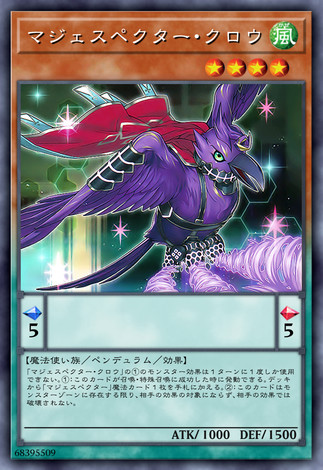 マジェスペクター・クロウ
風
5
5
【魔法使い族/ペンデュラム/効果】
「マジェスペクター・クロウ」の①のモンスター効果は１ターンに１度しか使用
できない。①：このカードが召喚・特殊召喚に成功した時に発動できる。デッキ
から「マジェスペクター」魔法カード１枚を手札に加える。②：このカードはモ
ンスターゾーンに存在する限り、相手の効果の対象にならず、相手の効果では
破壊されない。
ATK/1000 DEF/1500
68395509